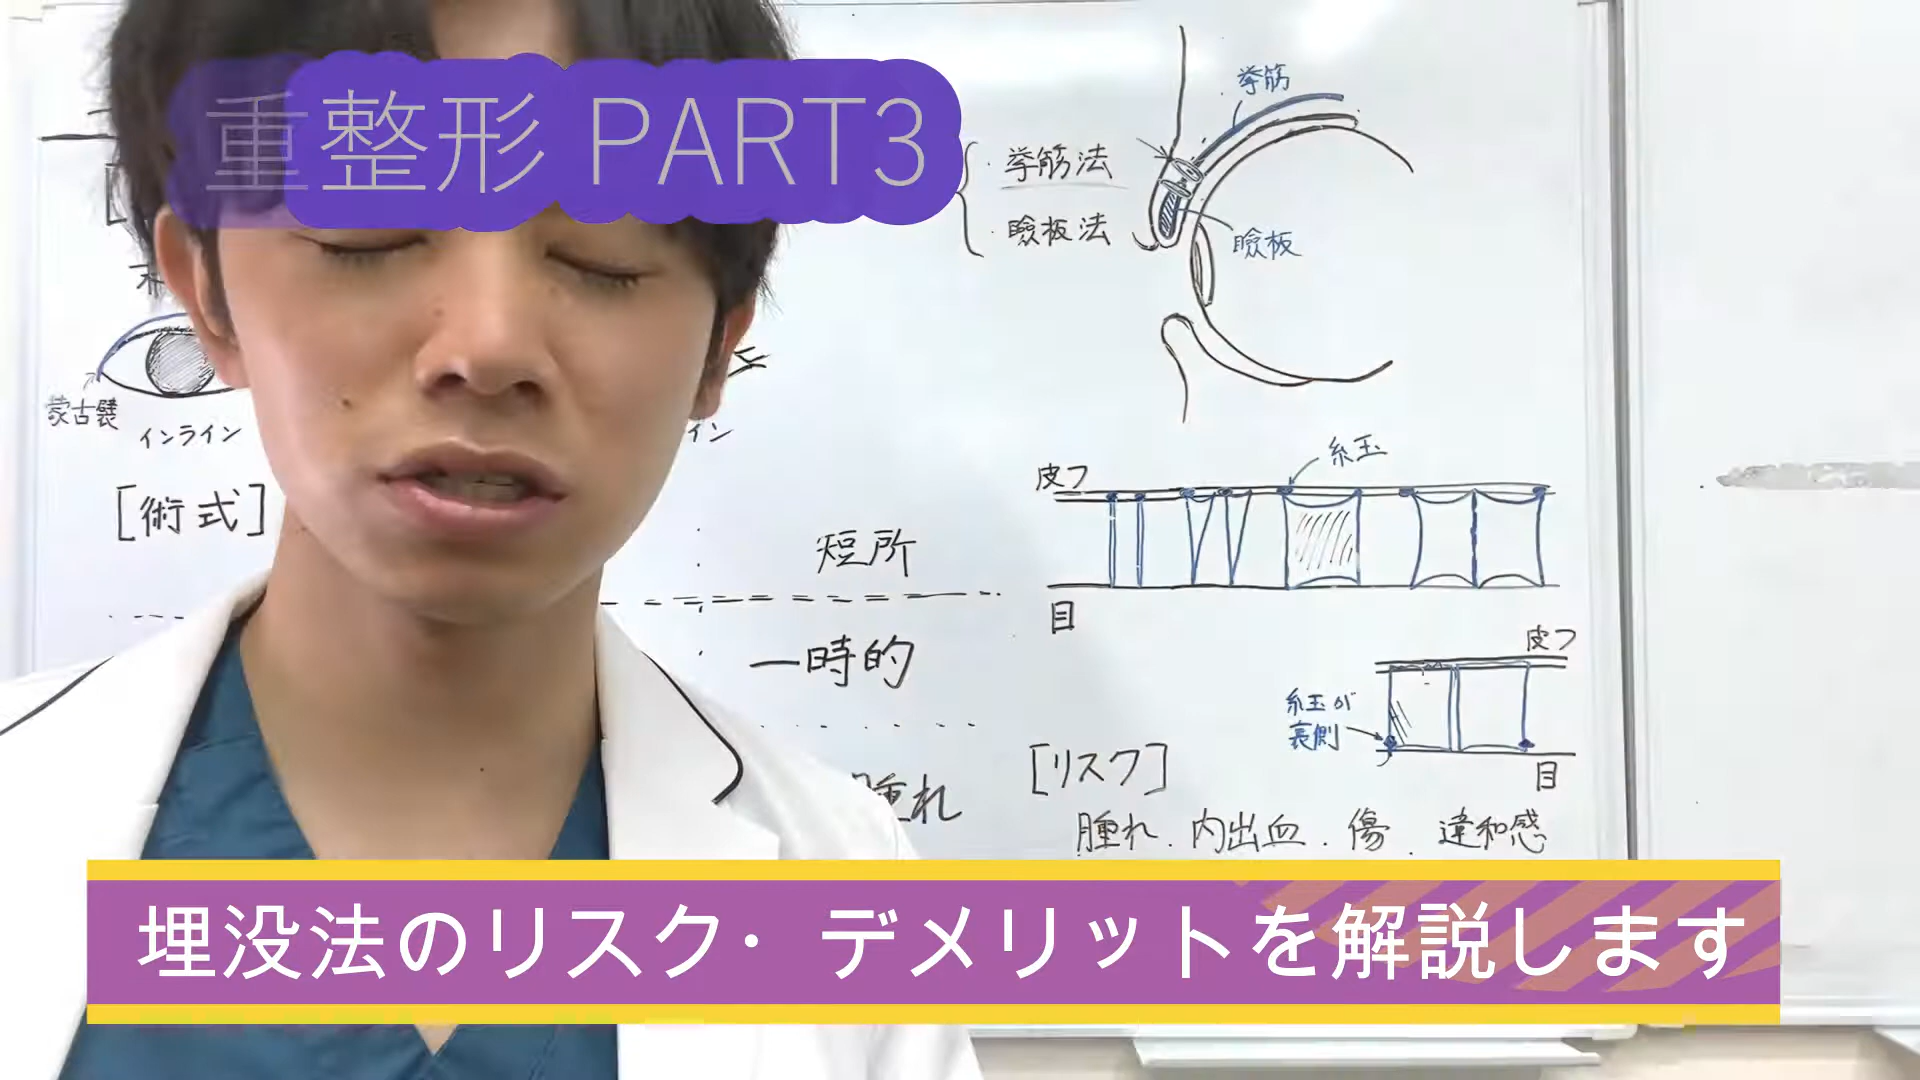 重整形 PART3
挙筋
挙筋法
瞼板法
瞼板
蒙古襞
インライン
イン
[術式]
糸玉
皮フ
目
短所
一時的
腫れ
皮フ
糸玉が
裏側
目
[リスク]
腫れ.内出血.傷.違和感
埋没法のリスク・デメリットを解説します